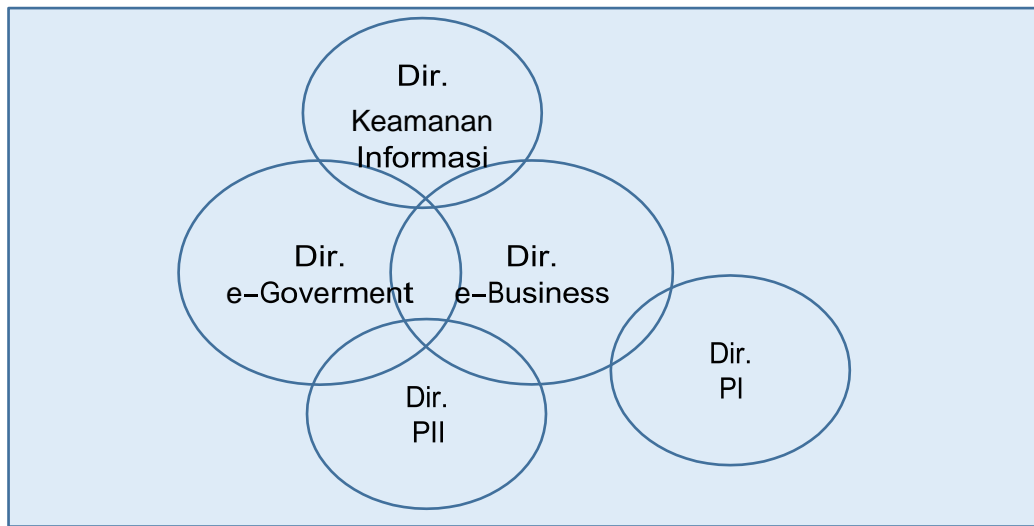 Dir.
Keamanan
Informasi
Dir.
e-Goverment
Dir.
e-Business
Dir.
PI
Dir.
PII